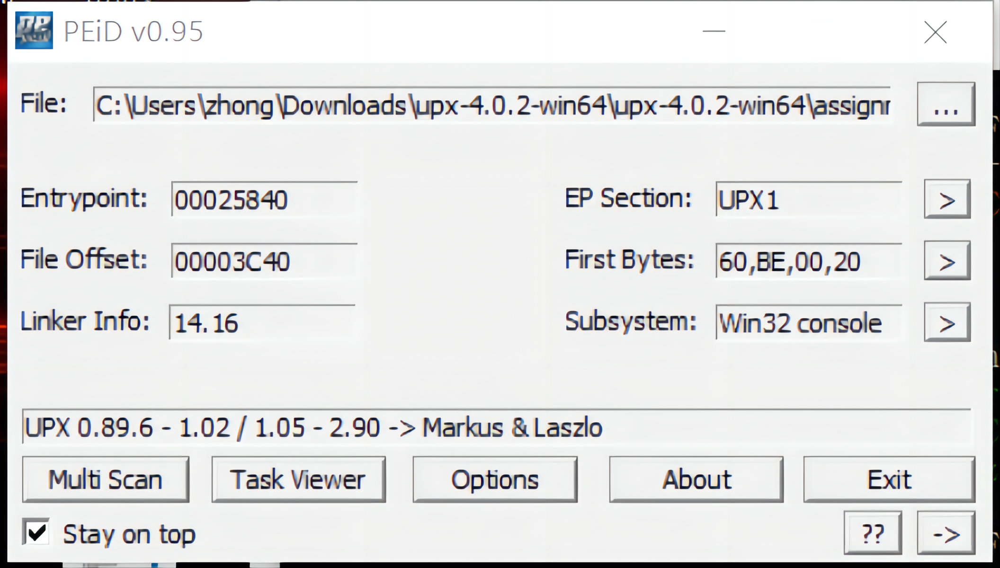 PEiD v0.95
File: C:\Users\zhong\Downloads\upx-4.0.2-win64\upx-4.0.2-win64\assignr ...
Entrypoint: 00025840 EP Section: UPX1 >
File Offset: 00003C40 First Bytes: 60,BE,00,20 >
Linker Info: 14.16 Subsystem: Win32 console >
UPX 0.89.6 - 1.02 / 1.05 - 2.90 -> Markus & Laszlo
Multi Scan Task Viewer Options About Exit
Stay on top ?? ->